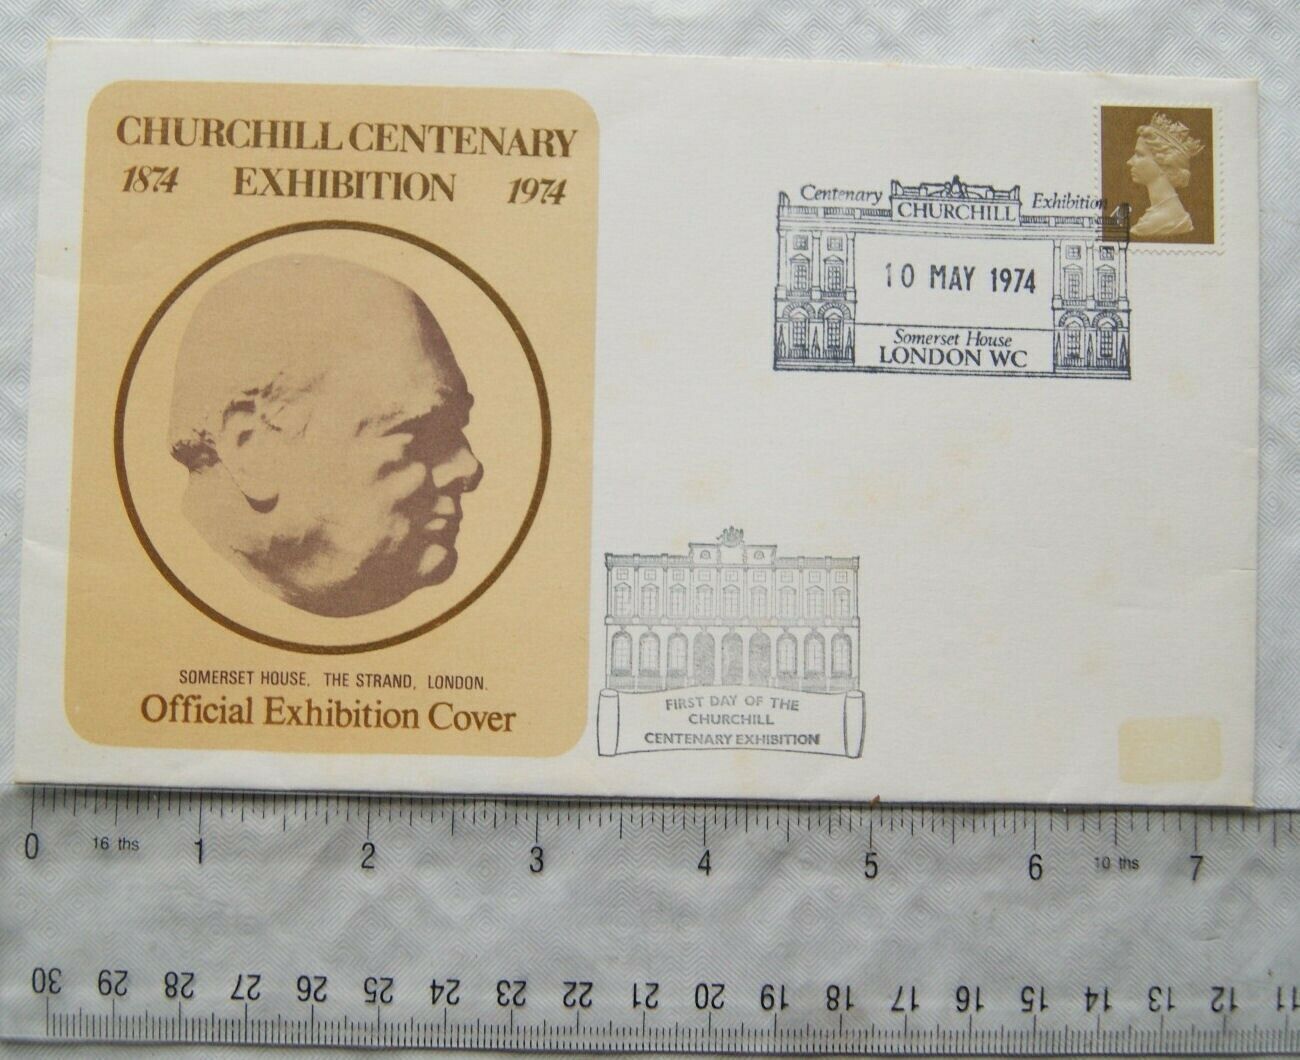 CHURCHILL CENTENARY
1874 EXHIBITION 1974
SOMERSET HOUSE, THE STRAND, LONDON.
Official Exhibition Cover
Centenary CHURCHILL Exhibition
10 MAY 1974
Somerset House
LONDON WC
FIRST DAY OF THE
CHURCHILL
CENTENARY EXHIBITION
0 16 ths 1 2 3 4 5 6 10 ths 7
30 29 28 27 26 25 24 23 22 21 20 19 18 17 16 15 14 13 12 11